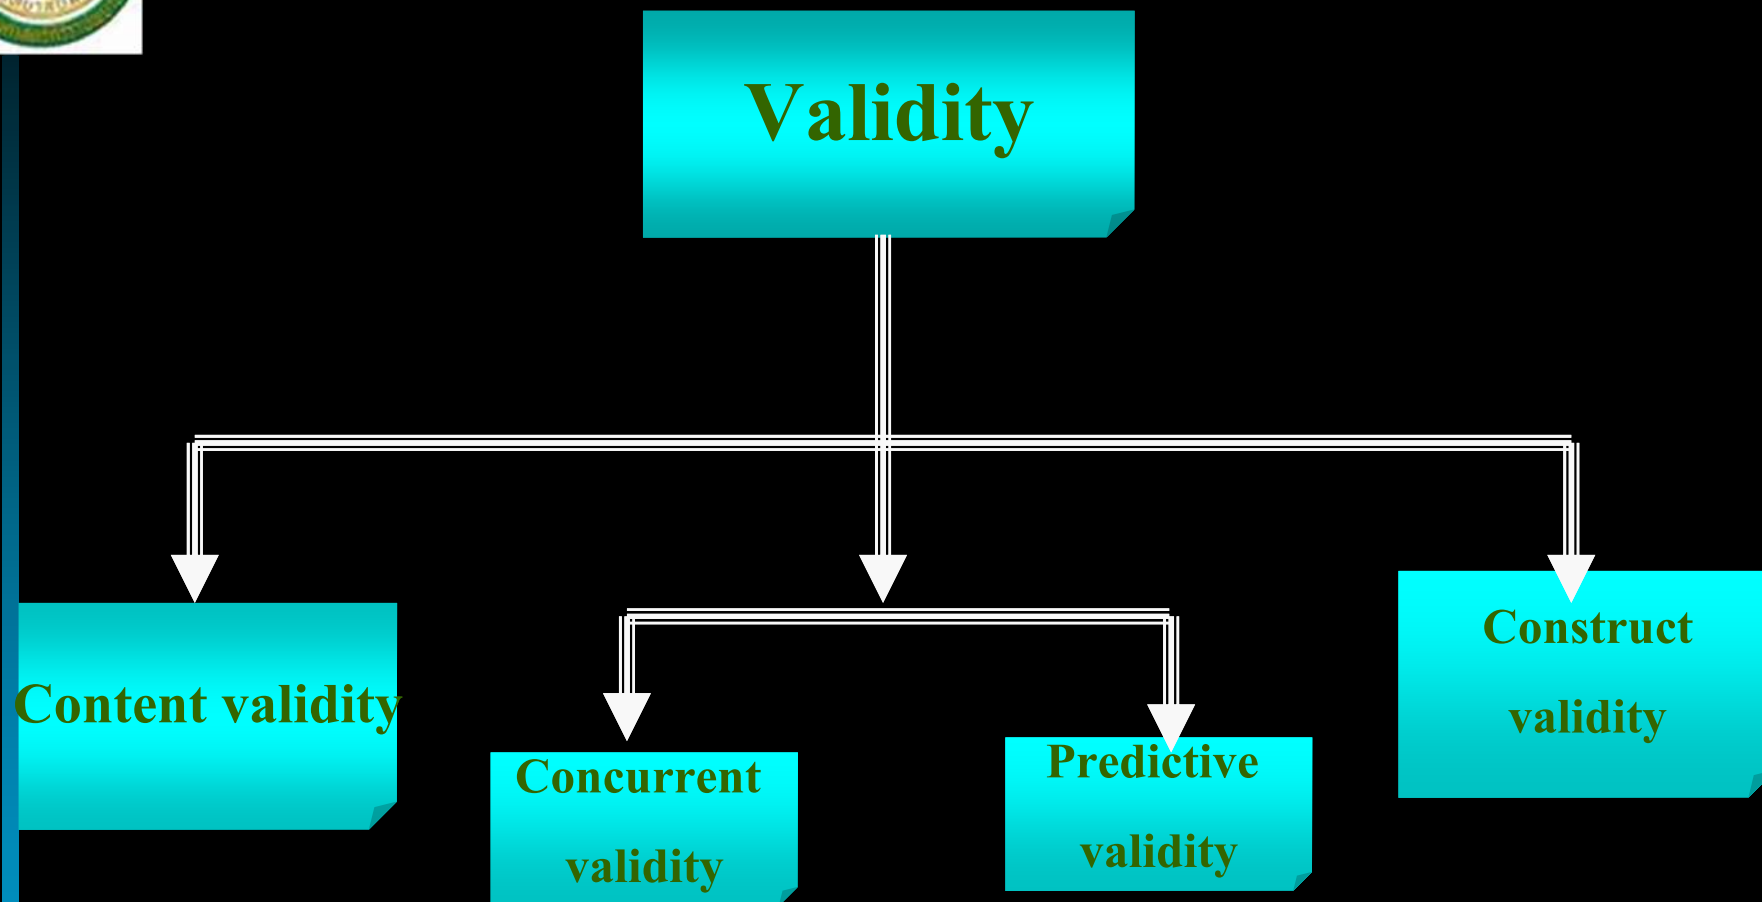 Validity
Content validity
Concurrent
validity
Predictive
validity
Construct
validity